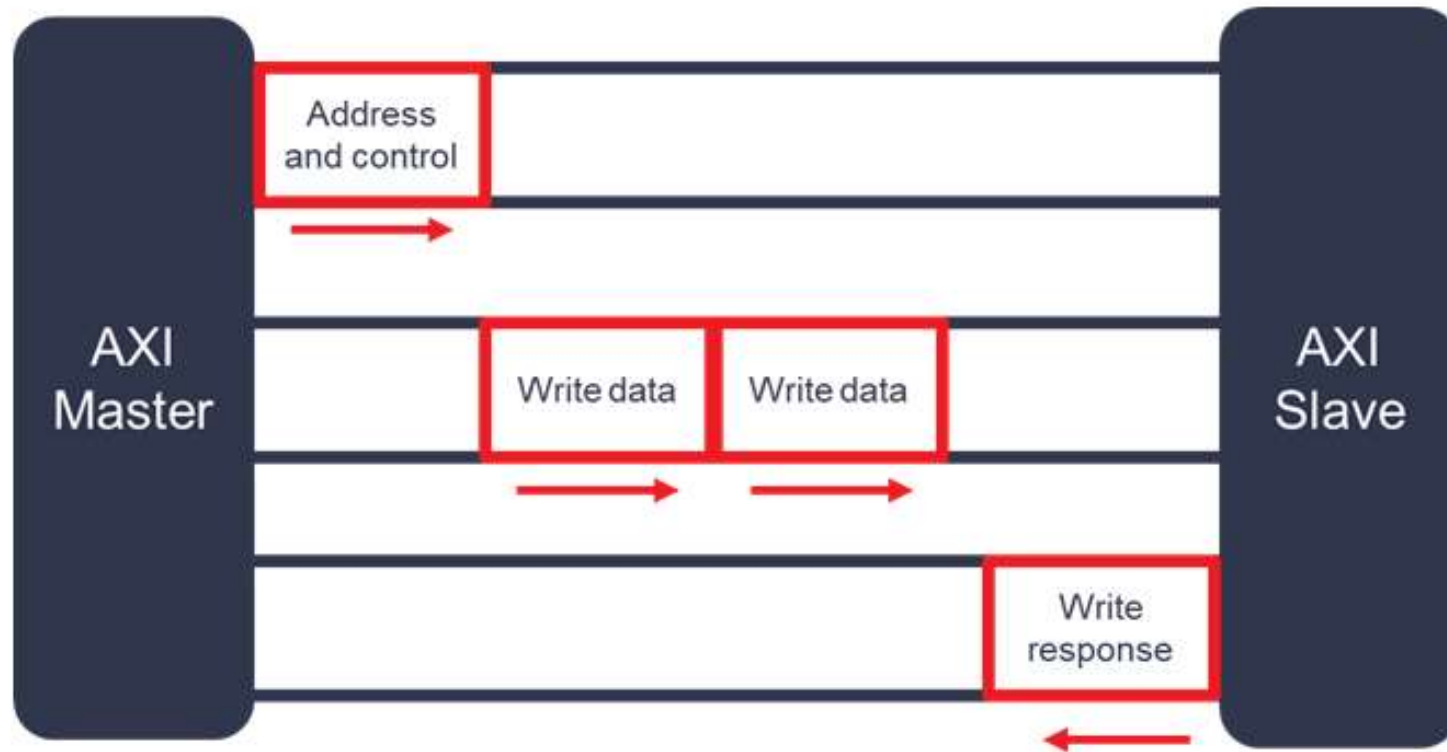 Address
and control
AXI
Master
Write data
Write data
AXI
Slave
Write
response